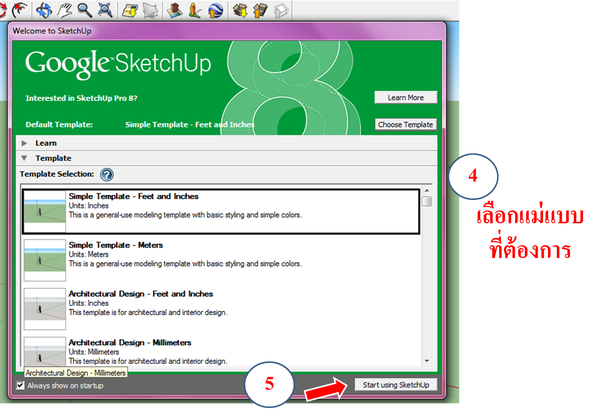 Welcome to SketchUp
Google SketchUp 8
Interested in SketchUp Pro 8?
Learn More
Default Template: Simple Template - Feet and Inches
Choose Template
Learn
Template
Template Selection: ?
Simple Template - Feet and Inches
Units: Inches
This is a general-use modeling template with basic styling and simple colors.
Simple Template - Meters
Units: Meters
This is a general-use modeling template with basic styling and simple colors.
Architectural Design - Feet and Inches
Units: Inches
This template is for architectural and interior design.
Architectural Design - Millimeters
Units: Millimeters
This template is for architectural and interior design.
Architectural Design - Millimeters
Always show on startup
Start using SketchUp
4
เลือกแม่แบบ
ที่ต้องการ
5